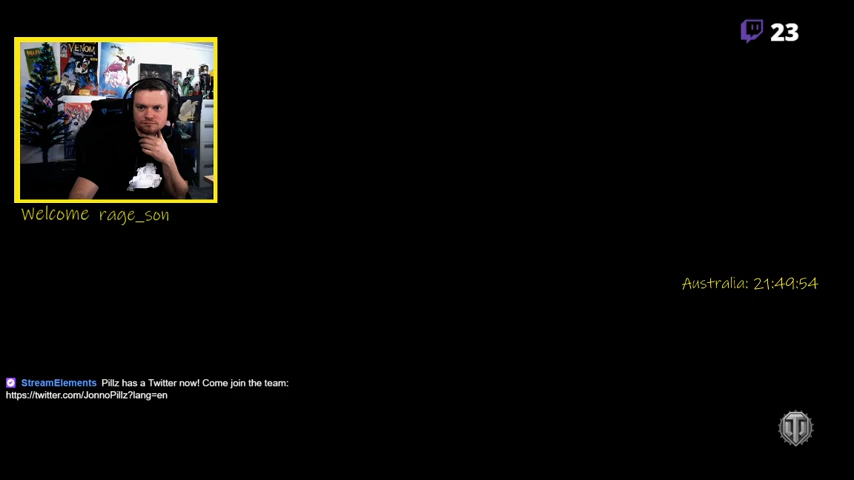 23
VENOM
Welcome rage_son
Australia: 21:49:54
StreamElements Pillz has a Twitter now! Come join the team:
https://twitter.com/JonnoPillz?lang=en